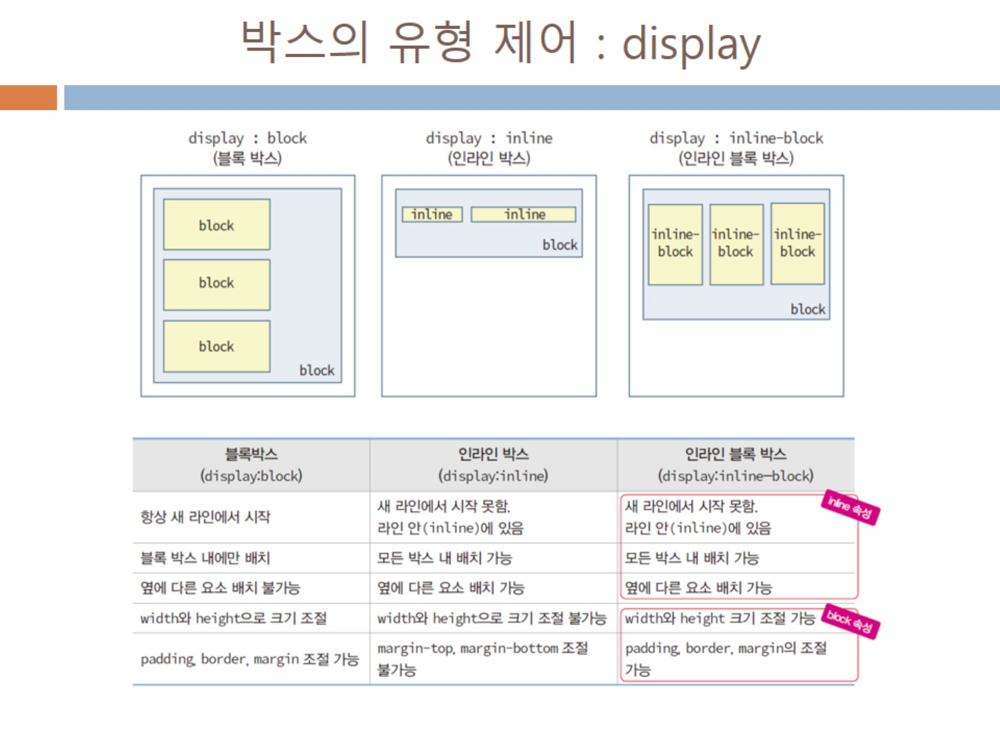 박스의 유형 제어 : display
display : block
(블록 박스)
block
block
block
block
display : inline
(인라인 박스)
inline inline
block
display : inline-block
(인라인 블록 박스)
inline-
block
inline-
block
inline-
block
block
블록박스
(display:block)
인라인 박스
(display:inline)
인라인 블록 박스
(display:inline-block)
항상 새 라인에서 시작
새 라인에서 시작 못함.
라인 안(inline)에 있음
새 라인에서 시작 못함.
라인 안(inline)에 있음
inline 속성
블록 박스 내에만 배치
모든 박스 내 배치 가능
모든 박스 내 배치 가능
옆에 다른 요소 배치 불가능
옆에 다른 요소 배치 가능
옆에 다른 요소 배치 가능
width와 height으로 크기 조절
width와 height으로 크기 조절 불가능
width와 height 크기 조절 가능
block 속성
padding, border, margin 조절 가능
margin-top, margin-bottom 조절
불가능
padding, border, margin의 조절
가능